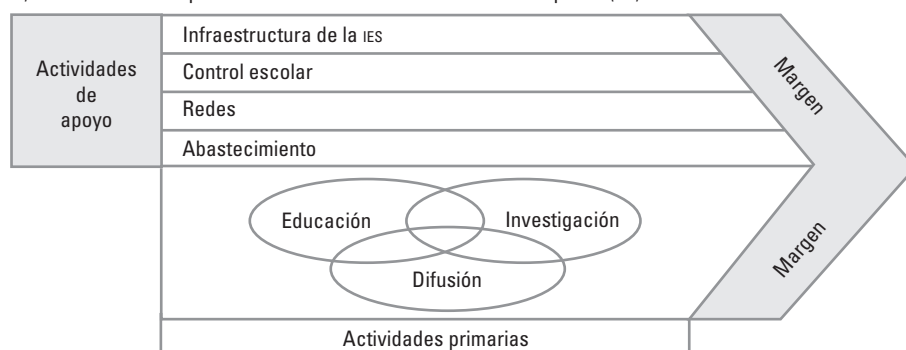 Actividades
de
apoyo
Infraestructura de la IES
Control escolar
Redes
Abastecimiento
Margen
Margen
Educación
Investigación
Difusión
Actividades primarias